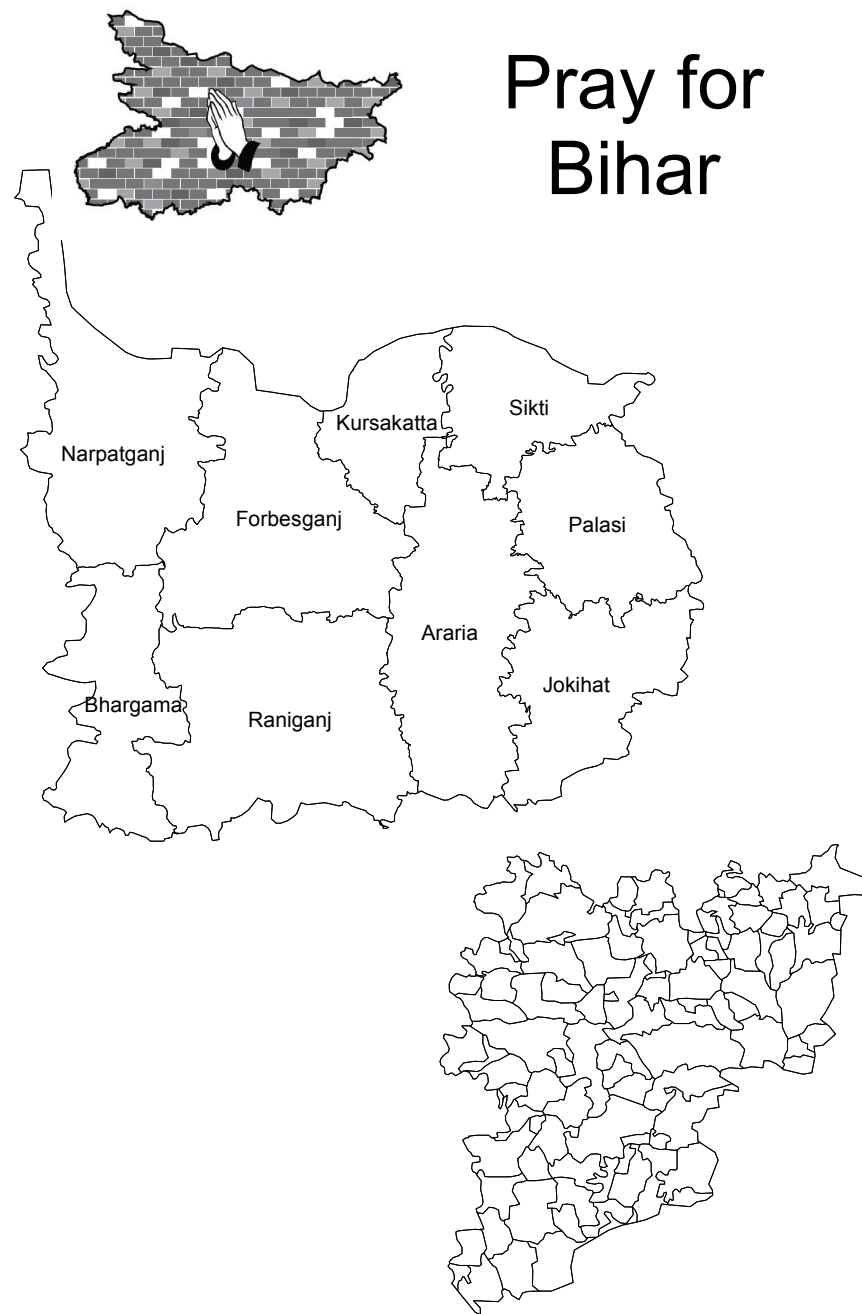 Pray for
Bihar
Sikti
Kursakatta
Narpatganj
Forbesganj
Palasi
Araria
Jokihat
Bhargama
Raniganj